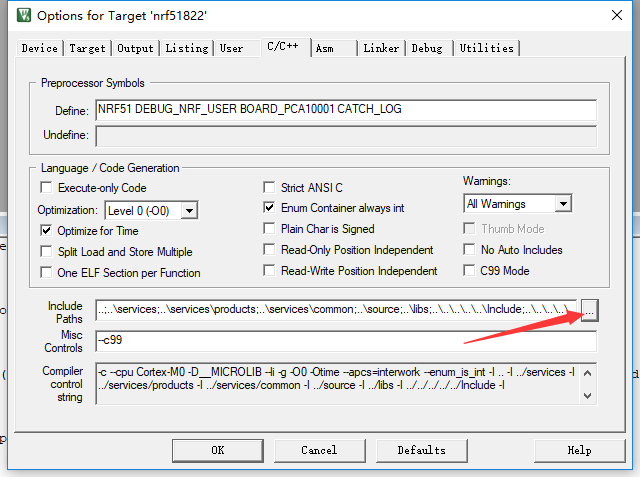 Options for Target 'nrf51822'
Device Target Output Listing User C/C++ Asm Linker Debug Utilities
Preprocessor Symbols
Define: NRF51 DEBUG_NRF_USER BOARD_PCA10001 CATCH_LOG
Undefine:
Language / Code Generation
Execute-only Code
Strict ANSI C
Warnings:
Optimization: Level 0 (-O0)
Enum Container always int
All Warnings
Optimize for Time
Plain Char is Signed
Thumb Mode
Split Load and Store Multiple
Read-Only Position Independent
No Auto Includes
One ELF Section per Function
Read-Write Position Independent
C99 Mode
Include Paths
..;..\services;..\services\products;..\services\common;..\source;..\libs;..\..\..\..\..\Include;..\..\..\..\
...
Misc Controls
--c99
Compiler control string
-c --cpu Cortex-M0 -D__MICROLIB --li -g -O0 -Otime --apcs=interwork --enum_is_int -I .. -I ../services -I
../services/products -I ../services/common -I ../source -I ../libs -I ../../../../../Include -I
OK Cancel Defaults Help